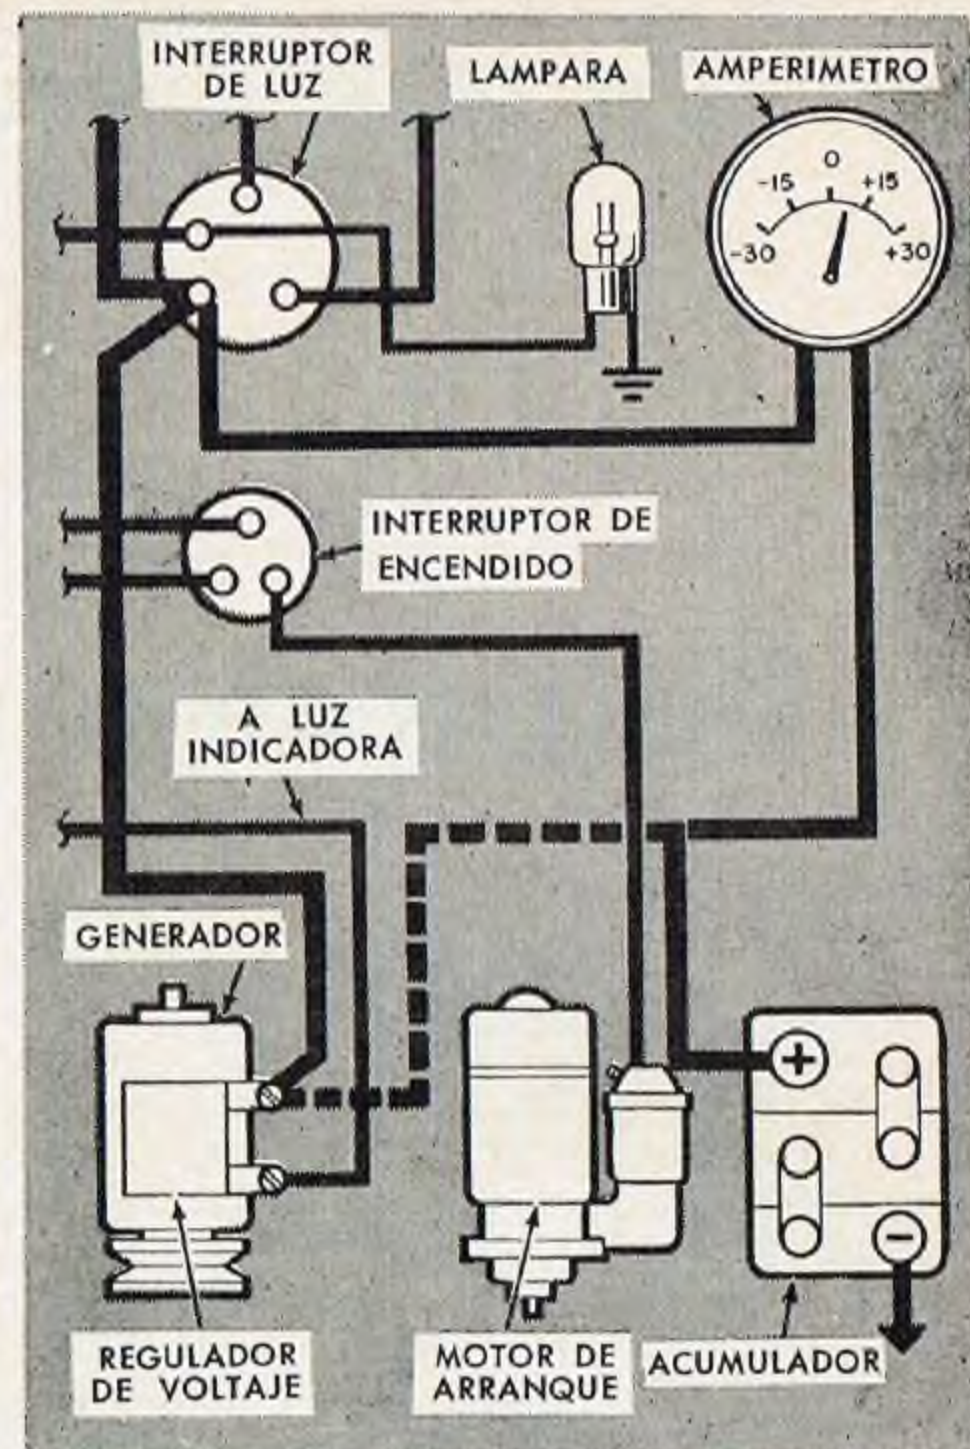 INTERRUPTOR
DE LUZ
LAMPARA
AMPERIMETRO
0
-15
+15
-30
+30
INTERRUPTOR DE
ENCENDIDO
A LUZ
INDICADORA
GENERADOR
+
-
REGULADOR
DE VOLTAJE
MOTOR DE
ARRANQUE
ACUMULADOR